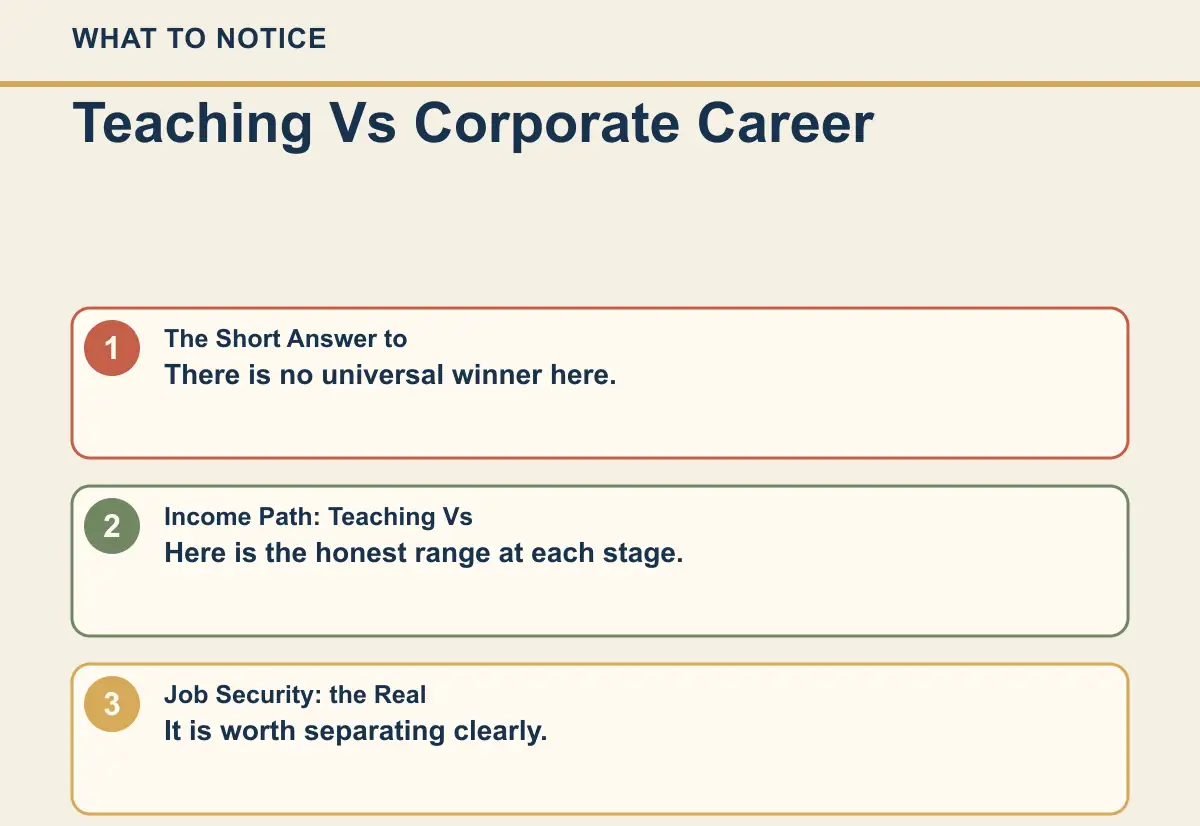 WHAT TO NOTICE
Teaching Vs Corporate Career
1
The Short Answer to
There is no universal winner here.
2
Income Path: Teaching Vs
Here is the honest range at each stage.
3
Job Security: the Real
It is worth separating clearly.